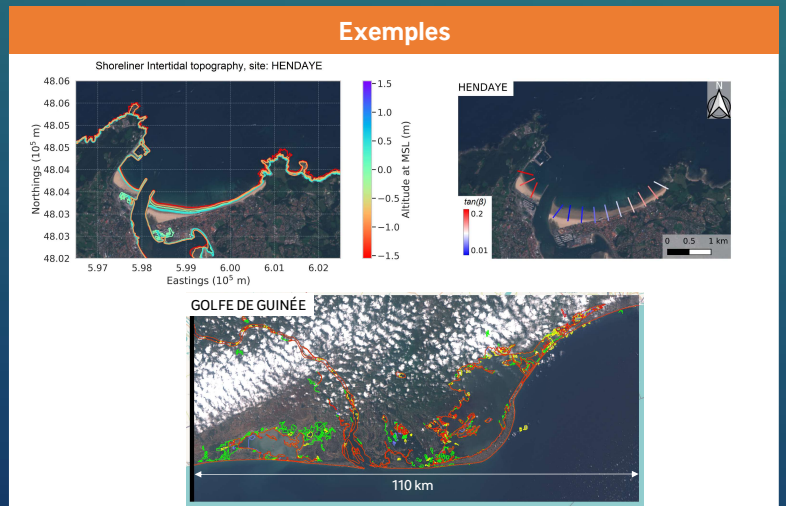 Exemples
Shoreliner Intertidal topography, site: HENDAYE
48.06
48.06
48.05
48.04
48.04
48.03
48.03
48.02
Northings (10⁵ m)
5.97 5.98 5.99 6.00 6.01 6.02
Eastings (10⁵ m)
1.5
1.0
0.5
0.0
−0.5
−1.0
−1.5
Altitude at MSL (m)
HENDAYE
N
tan(β)
0.2
0.01
0 0.5 1 km
GOLFE DE GUINÉE
110 km